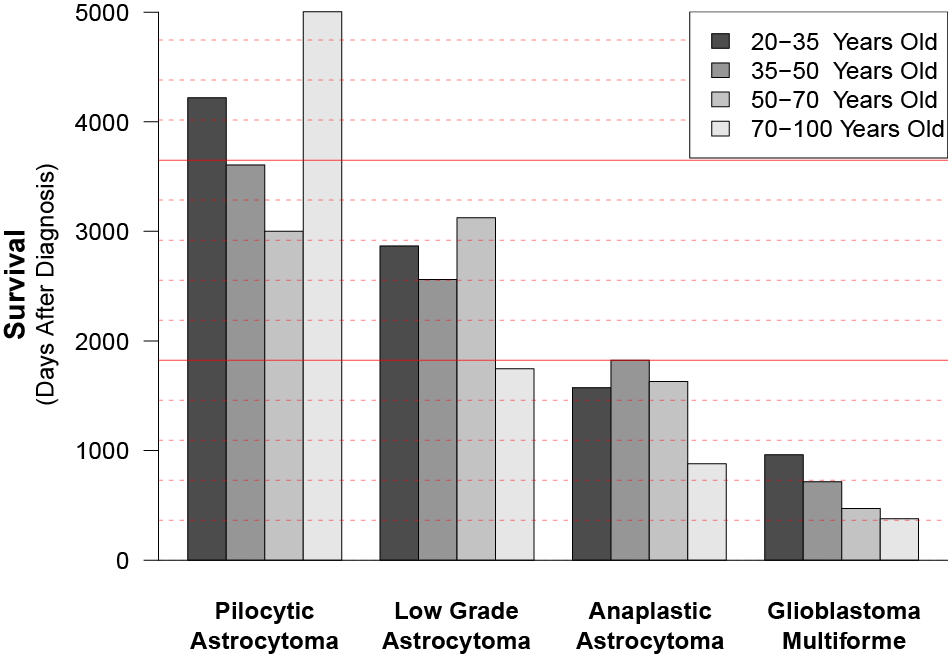 5000
4000
3000
2000
1000
0
Survival
(Days After Diagnosis)
20−35 Years Old
35−50 Years Old
50−70 Years Old
70−100 Years Old
Pilocytic
Astrocytoma
Low Grade
Astrocytoma
Anaplastic
Astrocytoma
Glioblastoma
Multiforme